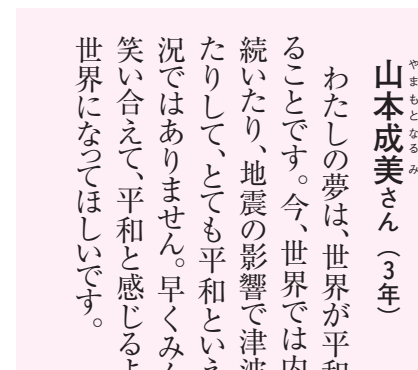 山本成美さん（3年）
やまもとなるみ
わたしの夢は、世界が平和
ることです。今、世界では内
続いたり、地震の影響で津波
たりして、とても平和といえ
況ではありません。早くみん
笑い合えて、平和と感じるよ
世界になってほしいです。